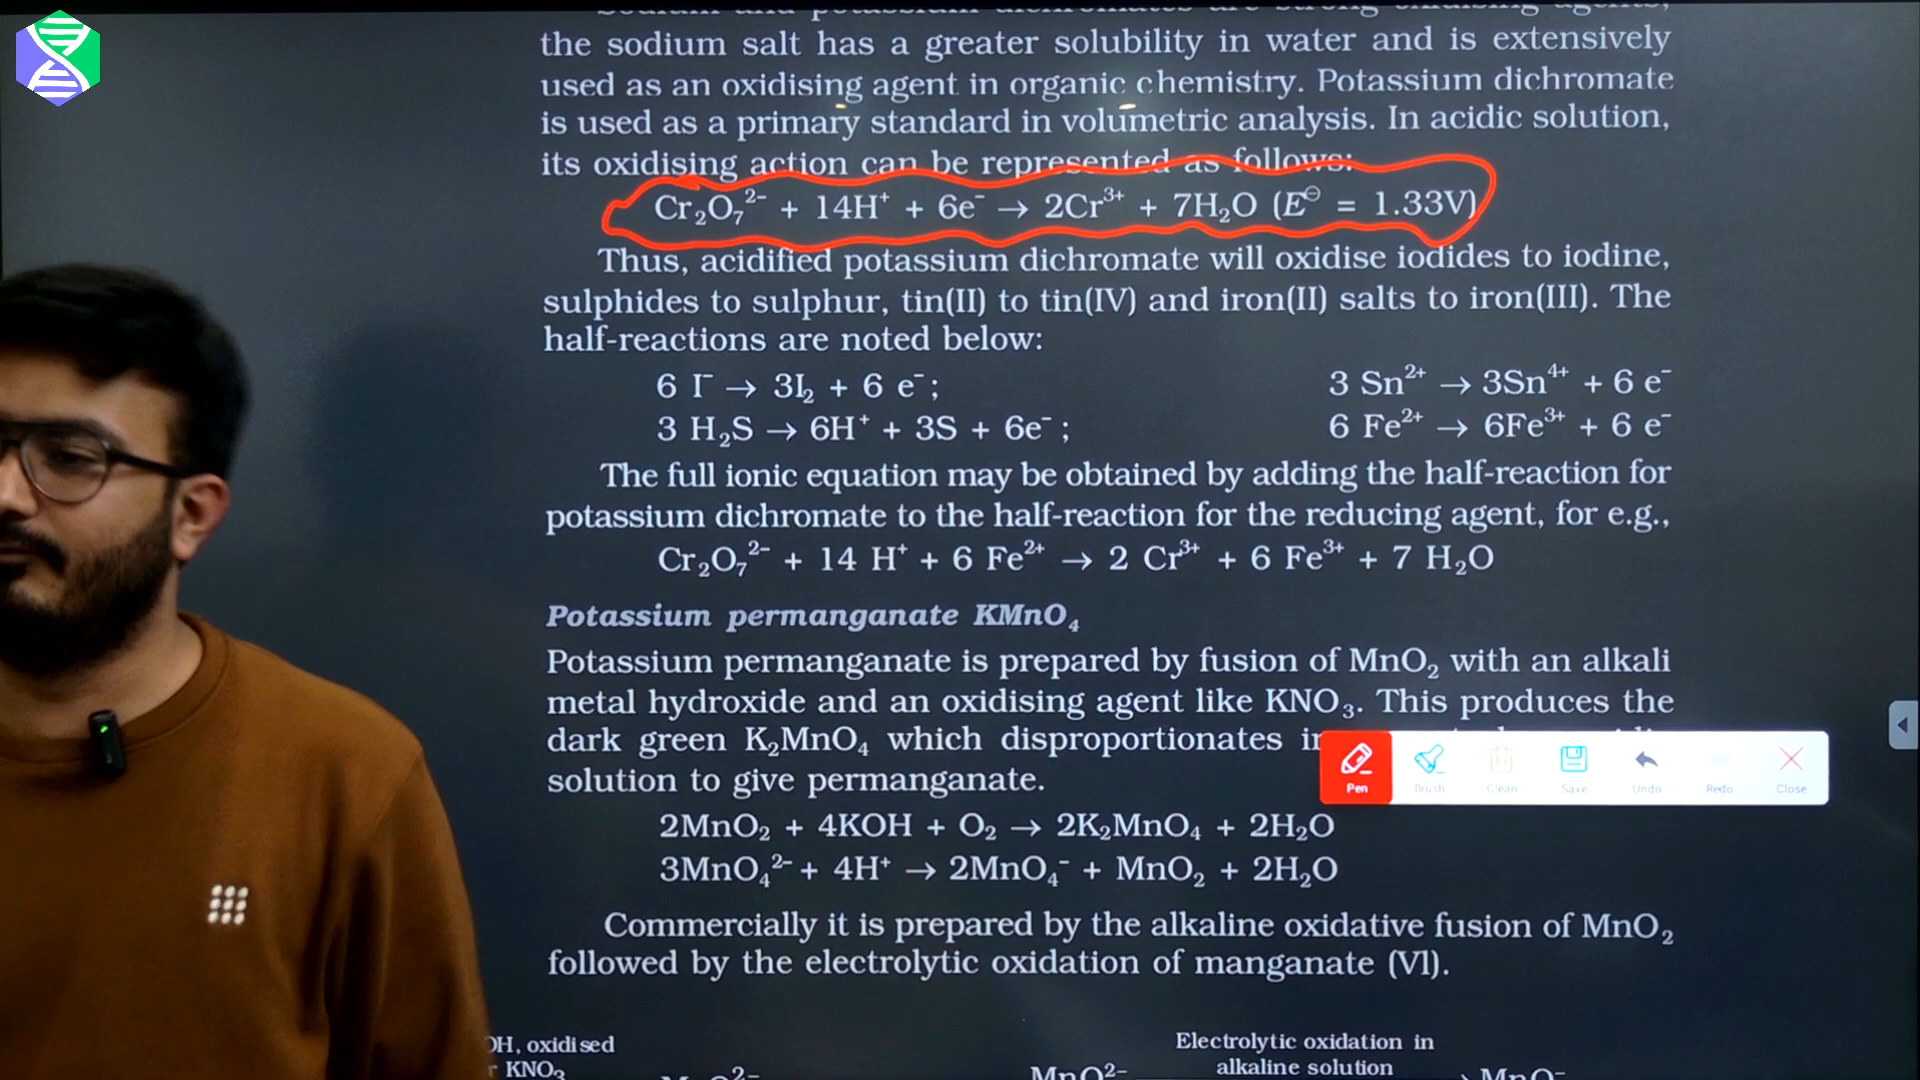 the sodium salt has a greater solubility in water and is extensively
used as an oxidising agent in organic chemistry. Potassium dichromate
is used as a primary standard in volumetric analysis. In acidic solution,
its oxidising action can be represented as follows:
Cr₂O₇²⁻ + 14H⁺ + 6e⁻ → 2Cr³⁺ + 7H₂O (E⊖ = 1.33V)
Thus, acidified potassium dichromate will oxidise iodides to iodine,
sulphides to sulphur, tin(II) to tin(IV) and iron(II) salts to iron(III). The
half-reactions are noted below:
6 I⁻ → 3I₂ + 6 e⁻ ; 3 Sn²⁺ → 3Sn⁴⁺ + 6 e⁻
3 H₂S → 6H⁺ + 3S + 6e⁻ ; 6 Fe²⁺ → 6Fe³⁺ + 6 e⁻
The full ionic equation may be obtained by adding the half-reaction for
potassium dichromate to the half-reaction for the reducing agent, for e.g.,
Cr₂O₇²⁻ + 14 H⁺ + 6 Fe²⁺ → 2 Cr³⁺ + 6 Fe³⁺ + 7 H₂O
Potassium permanganate KMnO₄
Potassium permanganate is prepared by fusion of MnO₂ with an alkali
metal hydroxide and an oxidising agent like KNO₃. This produces the
dark green K₂MnO₄ which disproportionates
solution to give permanganate.
Pen Brush Clean Save Undo Redo Close
2MnO₂ + 4KOH + O₂ → 2K₂MnO₄ + 2H₂O
3MnO₄²⁻ + 4H⁺ → 2MnO₄⁻ + MnO₂ + 2H₂O
Commercially it is prepared by the alkaline oxidative fusion of MnO₂
followed by the electrolytic oxidation of manganate (Vl).
OH, oxidised
KNO₃
Electrolytic oxidation in
alkaline solution
MnO₄²⁻